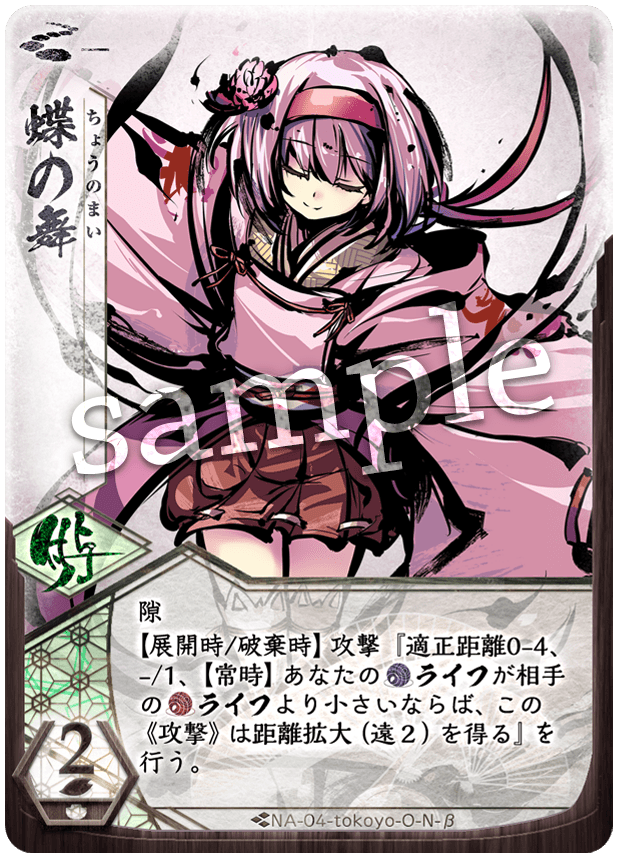 蝶の舞
ちょうのまい
sample
付与
隙
【展開時/破棄時】攻撃『適正距離0-4、
-/1、【常時】あなたのライフが相手
のライフより小さいならば、この
《攻撃》は距離拡大（遠2）を得る』を
行う。
2
NA-04-tokoyo-O-N-β